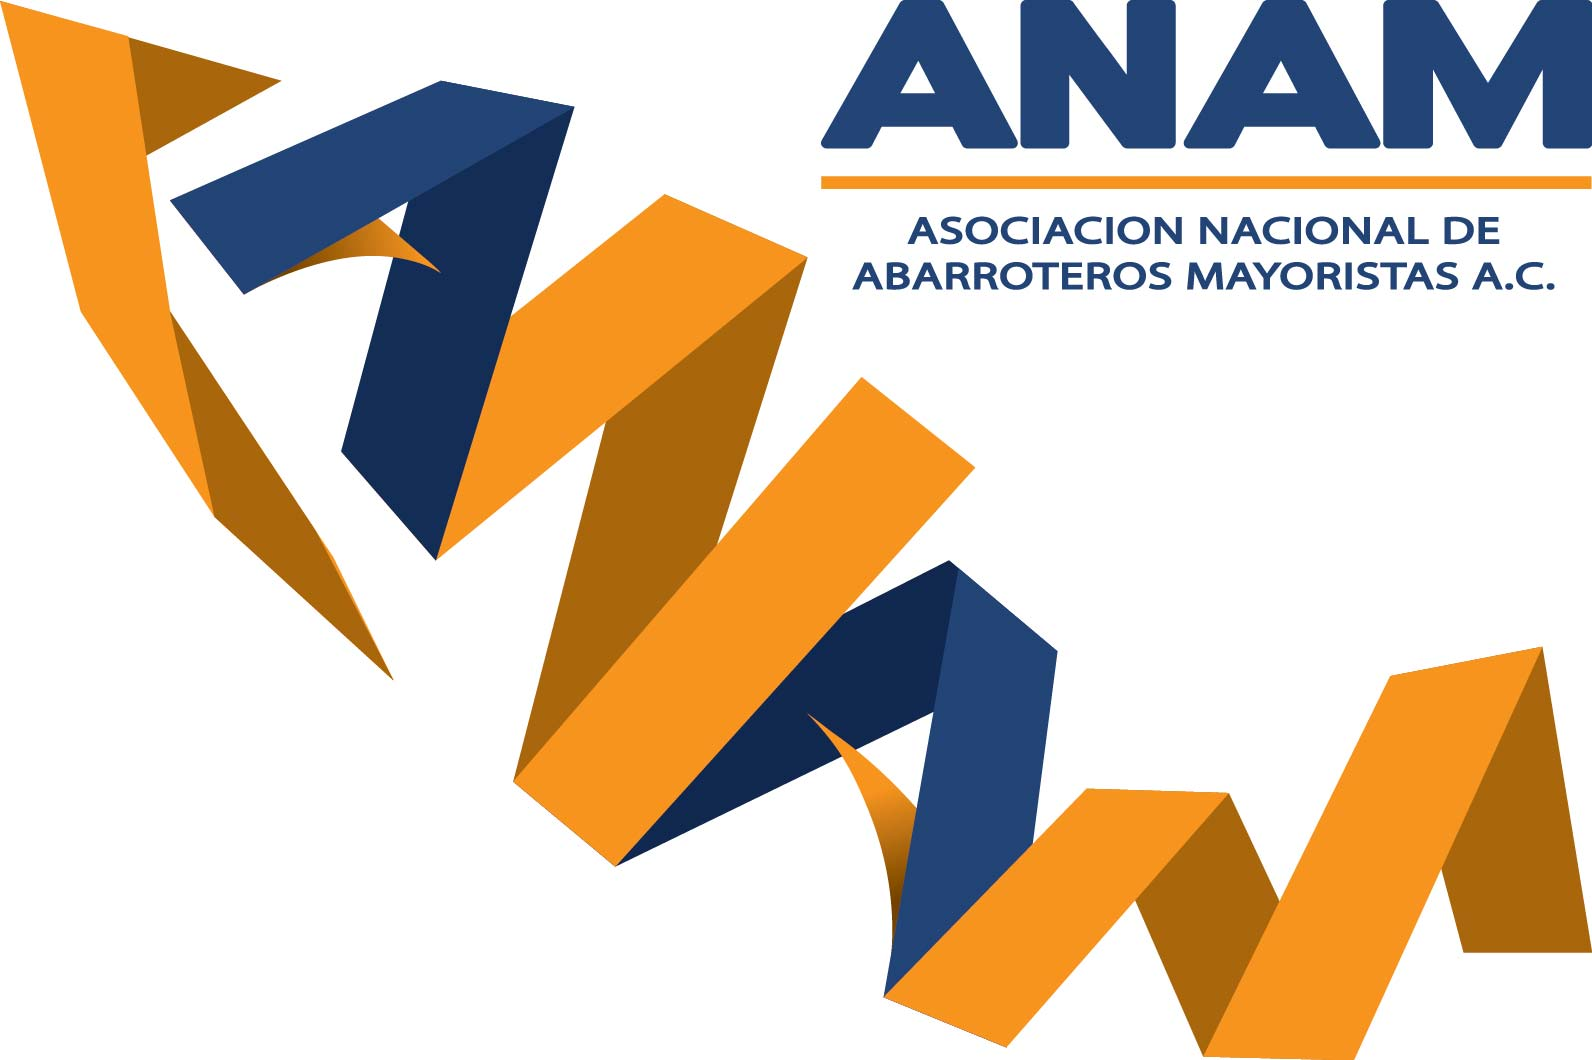 ANAM
ASOCIACION NACIONAL DE
ABARROTEROS MAYORISTAS A.C.